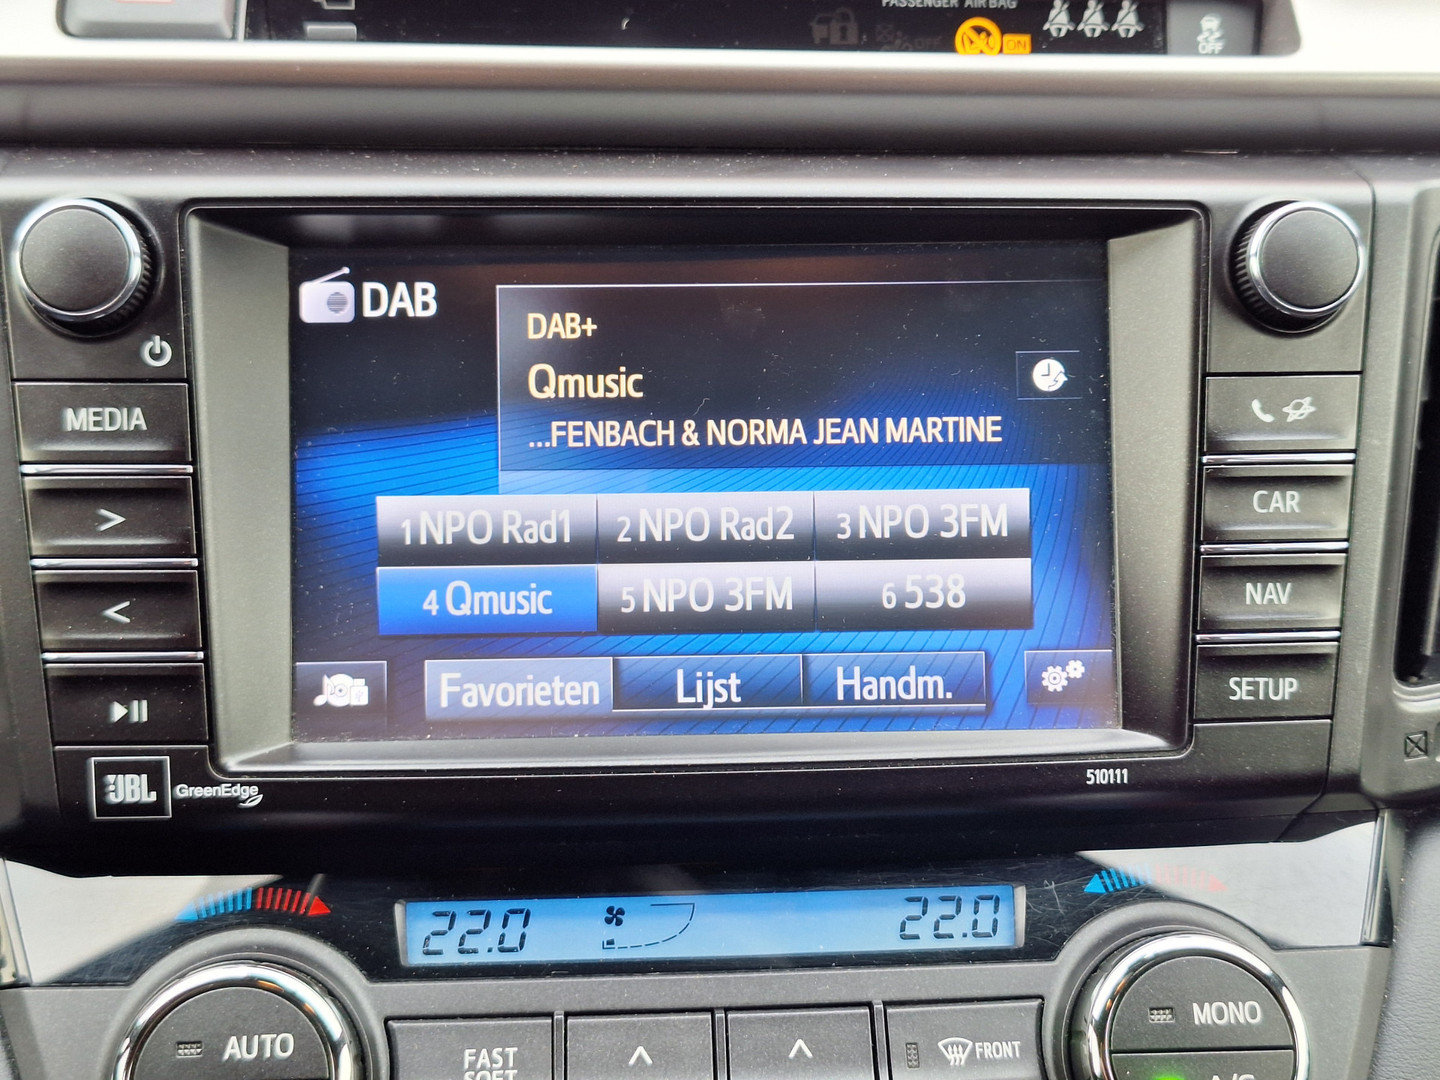 PASSENGER AIR BAG
OFF
ON
OFF
DAB
DAB+
Qmusic
...FENBACH & NORMA JEAN MARTINE
MEDIA
>
<
CAR
NAV
SETUP
1 NPO Rad1 2 NPO Rad2 3 NPO 3FM
4 Qmusic 5 NPO 3FM 6 538
Favorieten Lijst Handm.
JBL GreenEdge
510111
22.0 22.0
AUTO
FAST
SOFT
FRONT
MONO
A/C